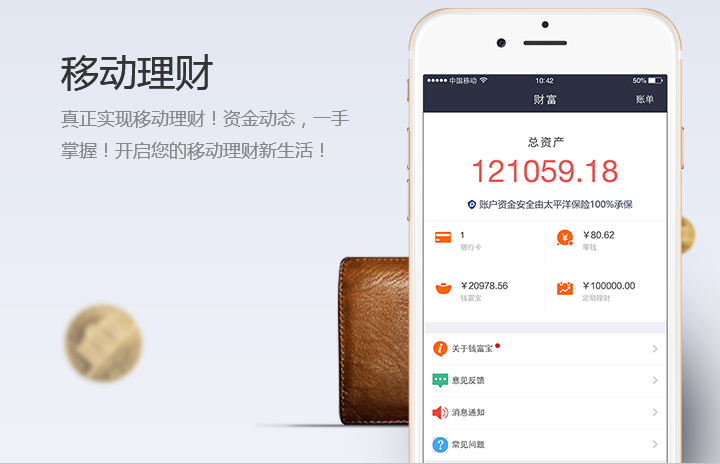 移动理财
真正实现移动理财！资金动态，一手
掌握！开启您的移动理财新生活！
中国移动
10:42
50%
财富
账单
总资产
121059.18
账户资金安全由太平洋保险100%承保
1
银行卡
￥80.62
零钱
￥20978.56
钱富宝
￥100000.00
定期理财
关于钱富宝
意见反馈
消息通知
常见问题